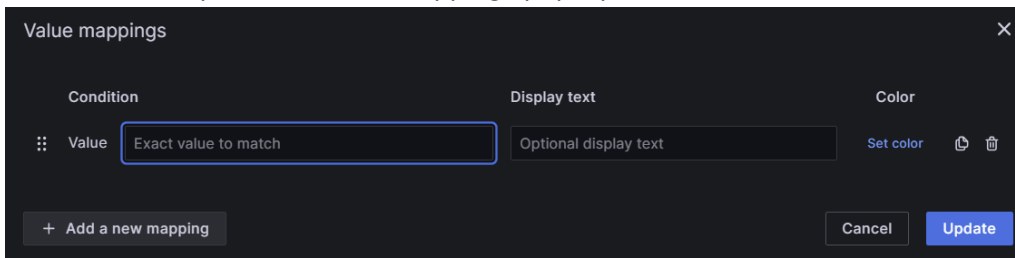 Value mappings
Condition Display text Color
Value Exact value to match Optional display text Set color
+ Add a new mapping Cancel Update